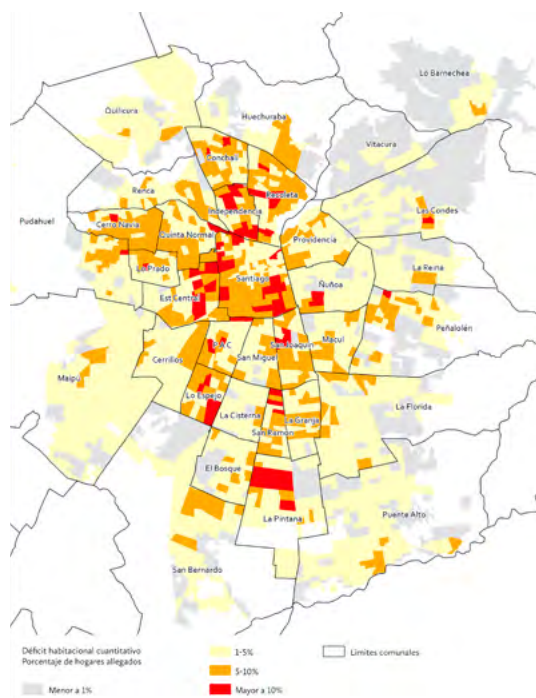 Lo Barnechea
Quilicura
Huechuraba
Vitacura
Conchalí
Renca
Recoleta
Independencia
Las Condes
Pudahuel
Cerro Navia
Quinta Normal
Providencia
Lo Prado
La Reina
Santiago
Ñuñoa
Est Central
Peñalolén
P A C
San Joaquín
Macul
Cerrillos
San Miguel
Maipú
Lo Espejo
La Cisterna
La Granja
La Florida
San Ramón
El Bosque
La Pintana
Puente Alto
San Bernardo
Déficit habitacional cuantitativo
Porcentaje de hogares allegados
Menor a 1%
1-5%
5-10%
Mayor a 10%
Límites comunales